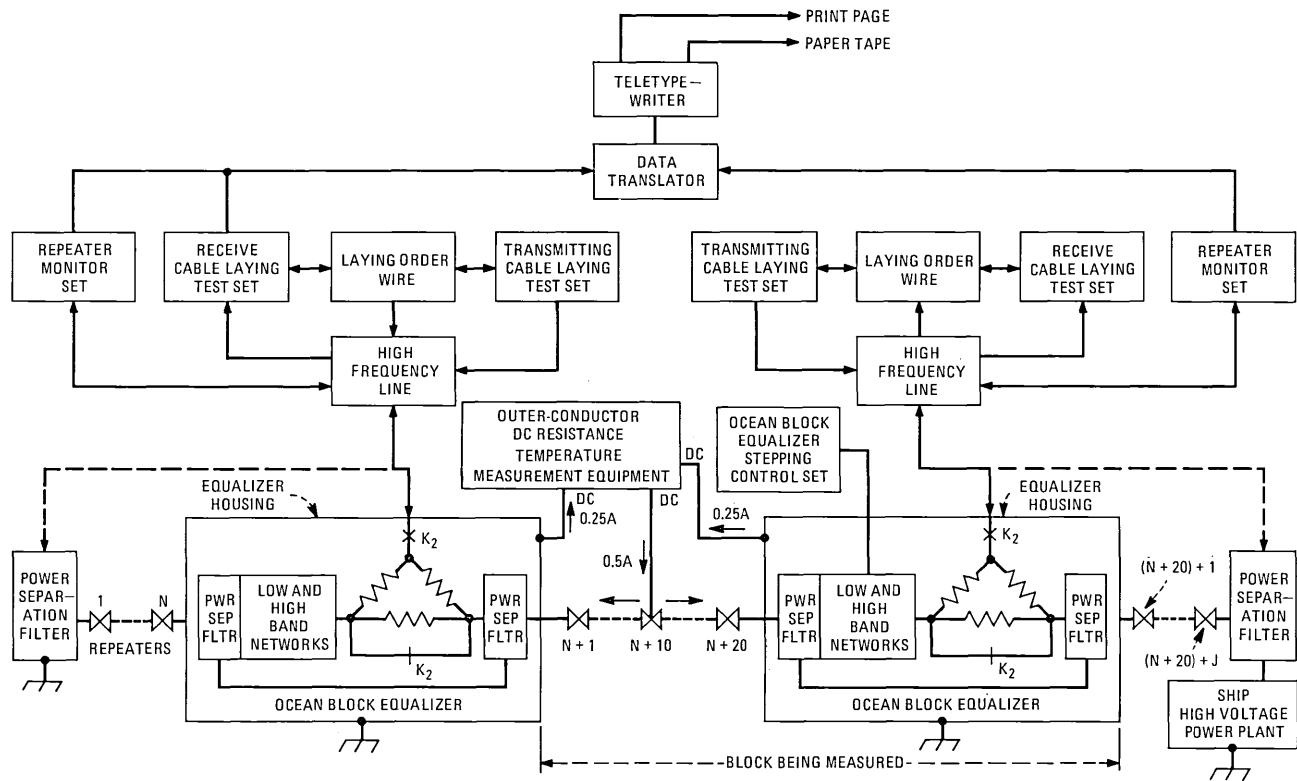 PRINT PAGE
PAPER TAPE
TELETYPE—
WRITER
DATA
TRANSLATOR
REPEATER
MONITOR
SET
RECEIVE
CABLE LAYING
TEST SET
LAYING ORDER
WIRE
TRANSMITTING
CABLE LAYING
TEST SET
TRANSMITTING
CABLE LAYING
TEST SET
LAYING ORDER
WIRE
RECEIVE
CABLE LAYING
TEST SET
REPEATER
MONITOR
SET
HIGH
FREQUENCY
LINE
HIGH
FREQUENCY
LINE
OUTER-CONDUCTOR
DC RESISTANCE
TEMPERATURE
MEASUREMENT EQUIPMENT
DC
DC
DC
0.25A
0.5A
0.25A
OCEAN BLOCK
EQUALIZER
STEPPING
CONTROL SET
EQUALIZER
HOUSING
EQUALIZER
HOUSING
POWER
SEPAR—
ATION
FILTER
1
N
REPEATERS
K2
PWR
SEP
FLTR
LOW AND
HIGH
BAND
NETWORKS
K2
PWR
SEP
FLTR
OCEAN BLOCK EQUALIZER
N + 1
N + 10
N + 20
K2
PWR
SEP
FLTR
LOW AND
HIGH
BAND
NETWORKS
K2
PWR
SEP
FLTR
OCEAN BLOCK EQUALIZER
(N + 20) + 1
(N + 20) + J
POWER
SEPAR—
ATION
FILTER
SHIP
HIGH VOLTAGE
POWER PLANT
BLOCK BEING MEASURED